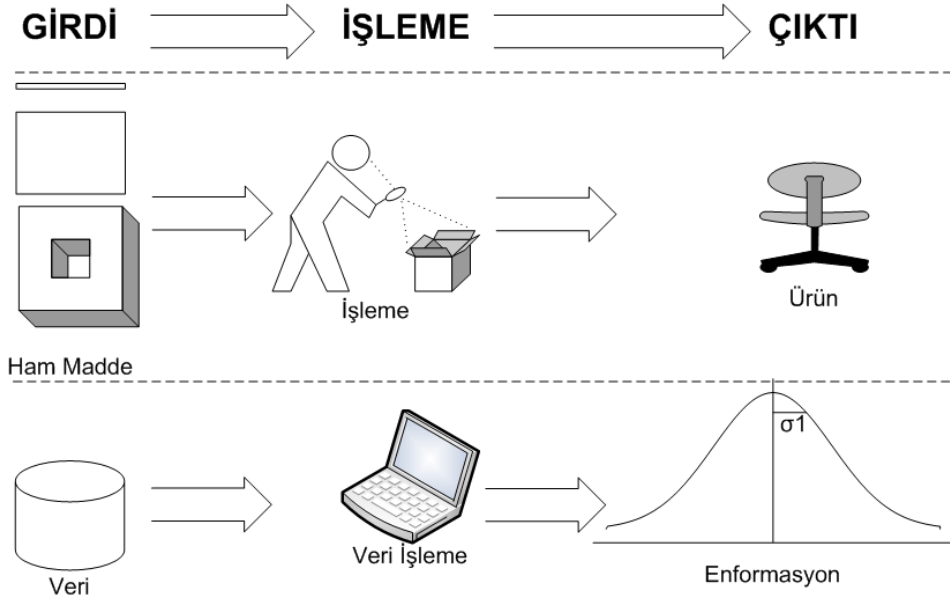 GİRDİ İŞLEME ÇIKTI
İşleme
Ürün
Ham Madde
σ1
Veri
Veri İşleme
Enformasyon